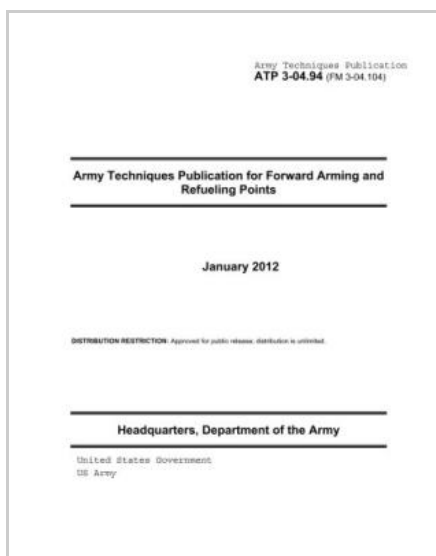 Army Techniques Publication
ATP 3-04.94 (FM 3-04.104)
Army Techniques Publication for Forward Arming and
Refueling Points
January 2012
DISTRIBUTION RESTRICTION: Approved for public release; distribution is unlimited.
Headquarters, Department of the Army
United States Government
US Army